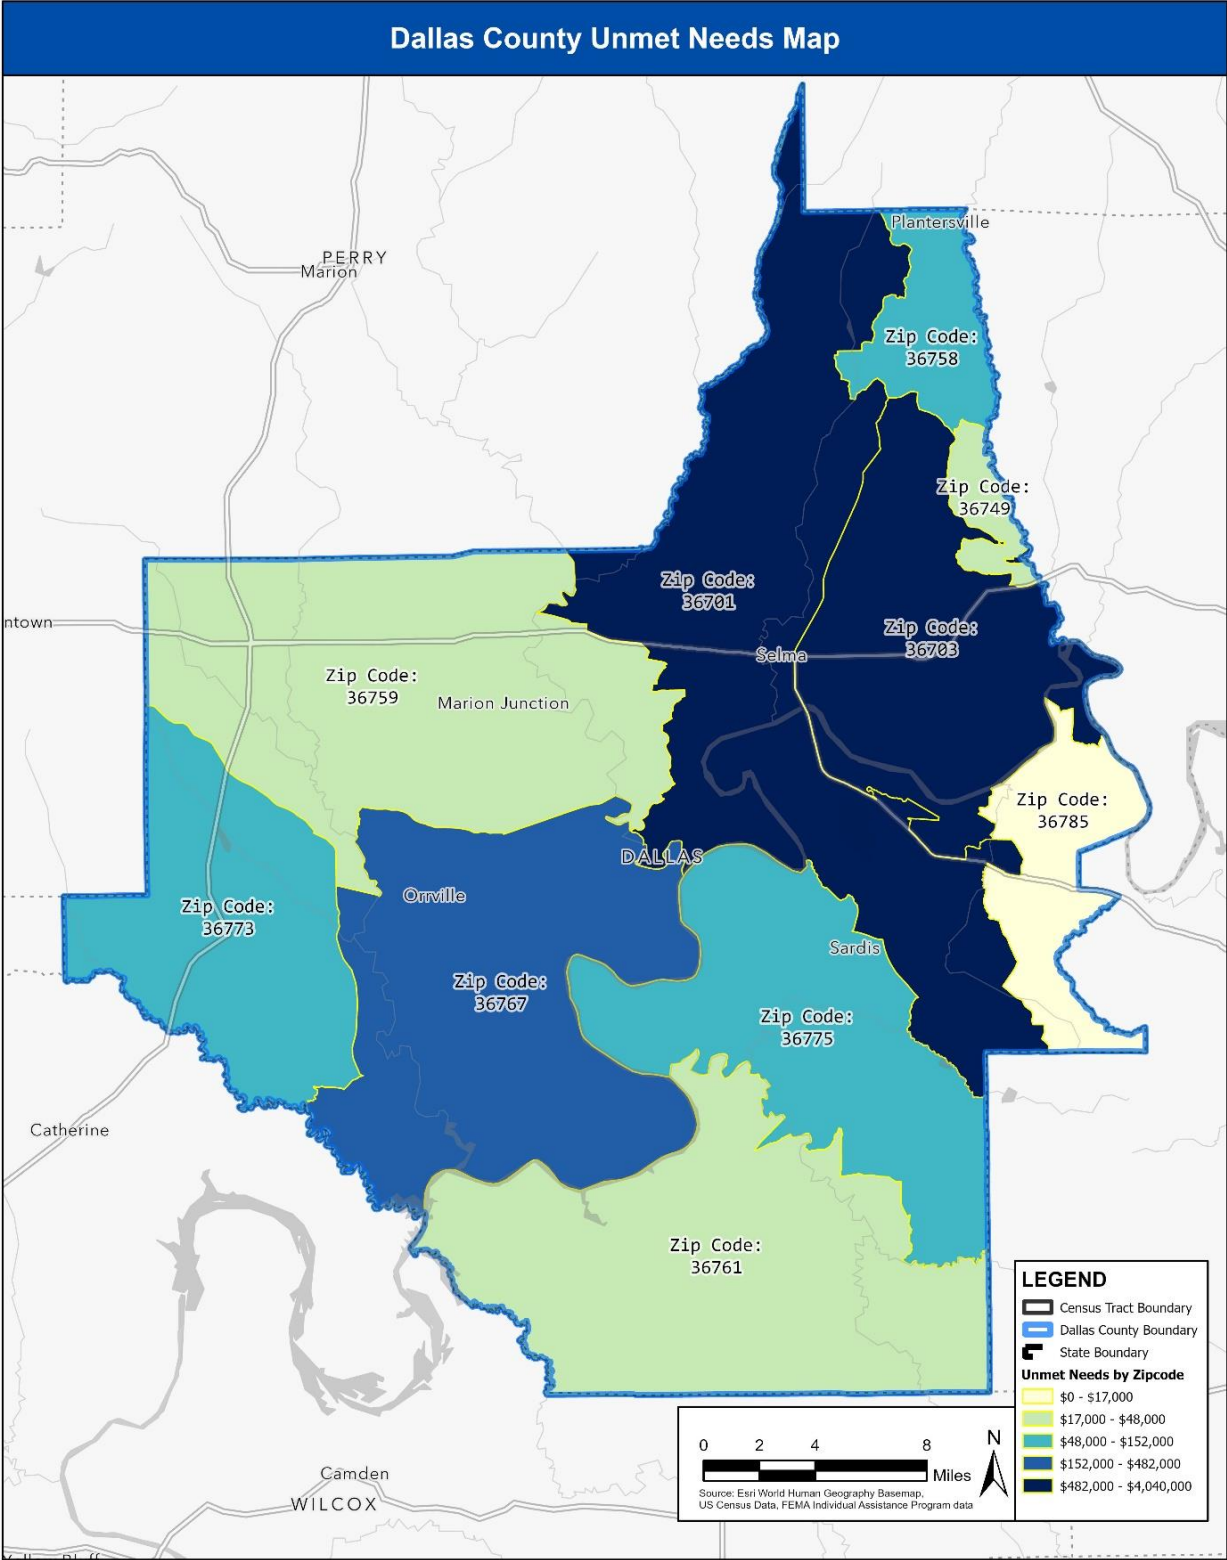 Dallas County Unmet Needs Map
Plantersville
PERRY
Marion
Zip Code:
36758
Zip Code:
36749
Zip Code:
36701
ntown
Zip Code:
36703
Selma
Zip Code:
36759
Marion Junction
Zip Code:
36785
DALLAS
Orrville
Zip Code:
36773
Sardis
Zip Code:
36767
Zip Code:
36775
Catherine
Zip Code:
36761
LEGEND
Census Tract Boundary
Dallas County Boundary
State Boundary
Unmet Needs by Zipcode
$0 - $17,000
$17,000 - $48,000
$48,000 - $152,000
$152,000 - $482,000
$482,000 - $4,040,000
0 2 4 8
Miles
N
Source: Esri World Human Geography Basemap,
US Census Data, FEMA Individual Assistance Program data
Camden
WILCOX